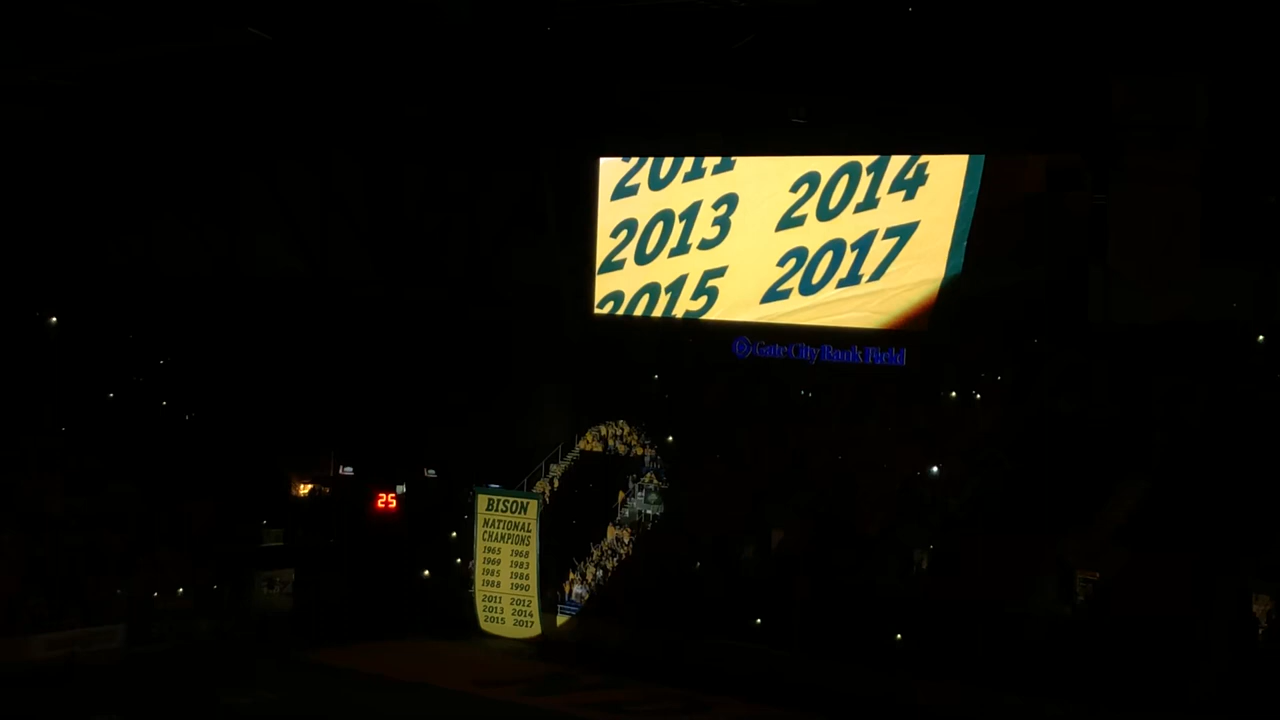 2011
2013 2014
2015 2017
Gate City Bank Field
25
BISON
NATIONAL
CHAMPIONS
1965 1968
1969 1983
1985 1986
1988 1990
2011 2012
2013 2014
2015 2017